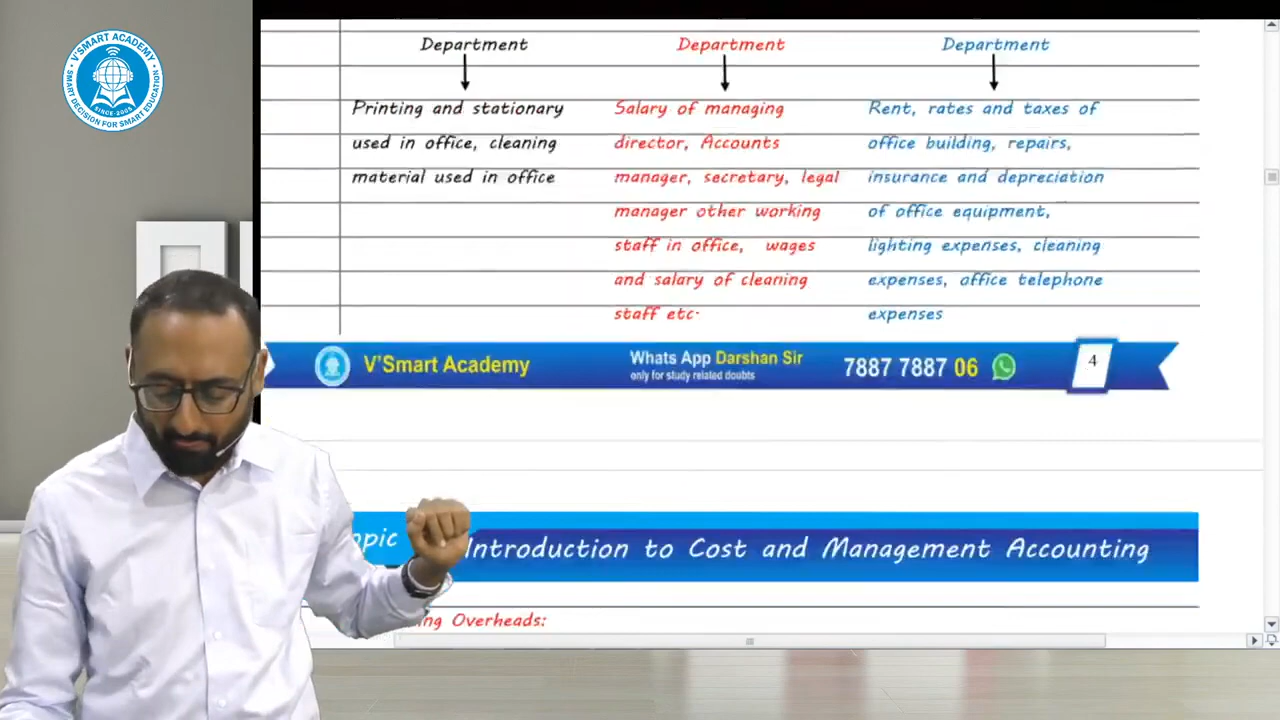 V'SMART ACADEMY
SINCE-2005
SMART DECISION FOR SMART EDUCATION
Department Department Department
Printing and stationary
used in office, cleaning
material used in office
Salary of managing
director, Accounts
manager, secretary, legal
manager other working
staff in office, wages
and salary of cleaning
staff etc.
Rent, rates and taxes of
office building, repairs,
insurance and depreciation
of office equipment,
lighting expenses, cleaning
expenses, office telephone
expenses
V'Smart Academy
Whats App Darshan Sir
only for study related doubts
7887 7887 06
4
Introduction to Cost and Management Accounting
Overheads: